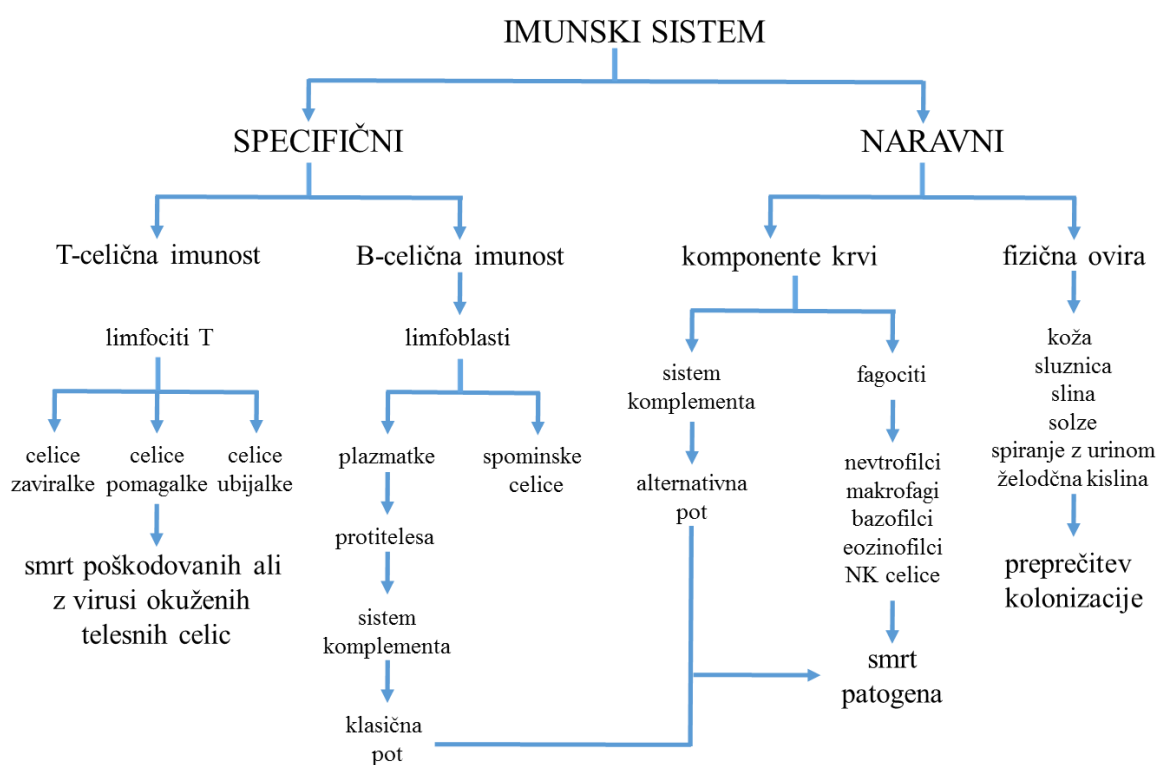 IMUNSKI SISTEM
SPECIFIČNI
NARAVNI
T-celična imunost
B-celična imunost
komponente krvi
fizična ovira
limfociti T
limfoblasti
sistem
komplementa
fagociti
koža
sluznica
slina
solze
spiranje z urinom
želodčna kislina
celice
zaviralke
celice
pomagalke
celice
ubijalke
plazmatke
spominske
celice
alternativna
pot
nevtrofilci
makrofagi
bazofilci
eozinofilci
NK celice
protitelesa
smrt poškodovanih ali
z virusi okuženih
telesnih celic
preprečitev
kolonizacije
sistem
komplementa
smrt
patogena
klasična
pot